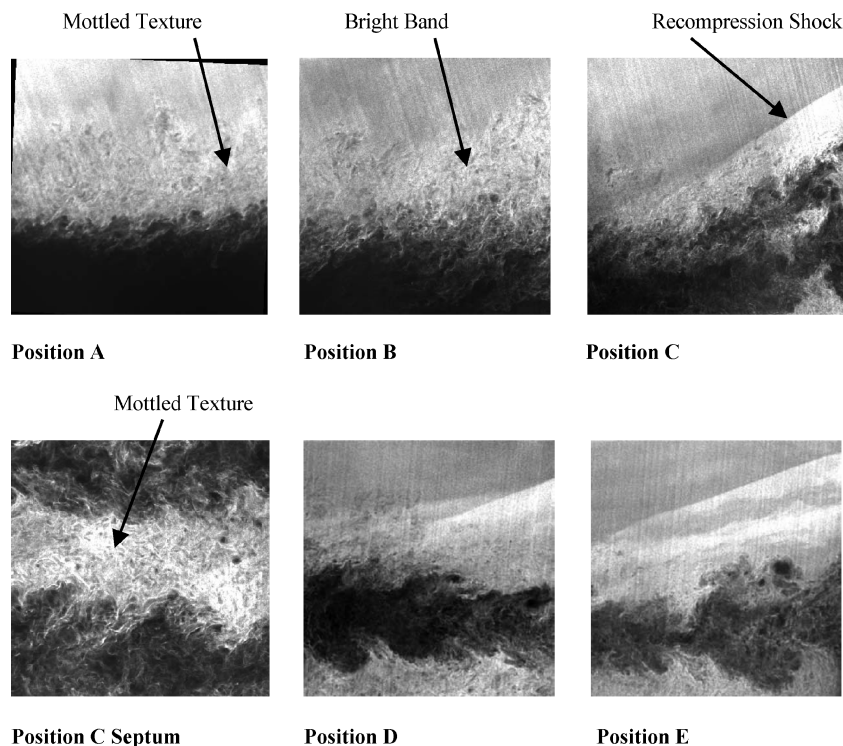 Mottled Texture
Bright Band
Recompression Shock
Position A
Position B
Position C
Mottled Texture
Position C Septum
Position D
Position E